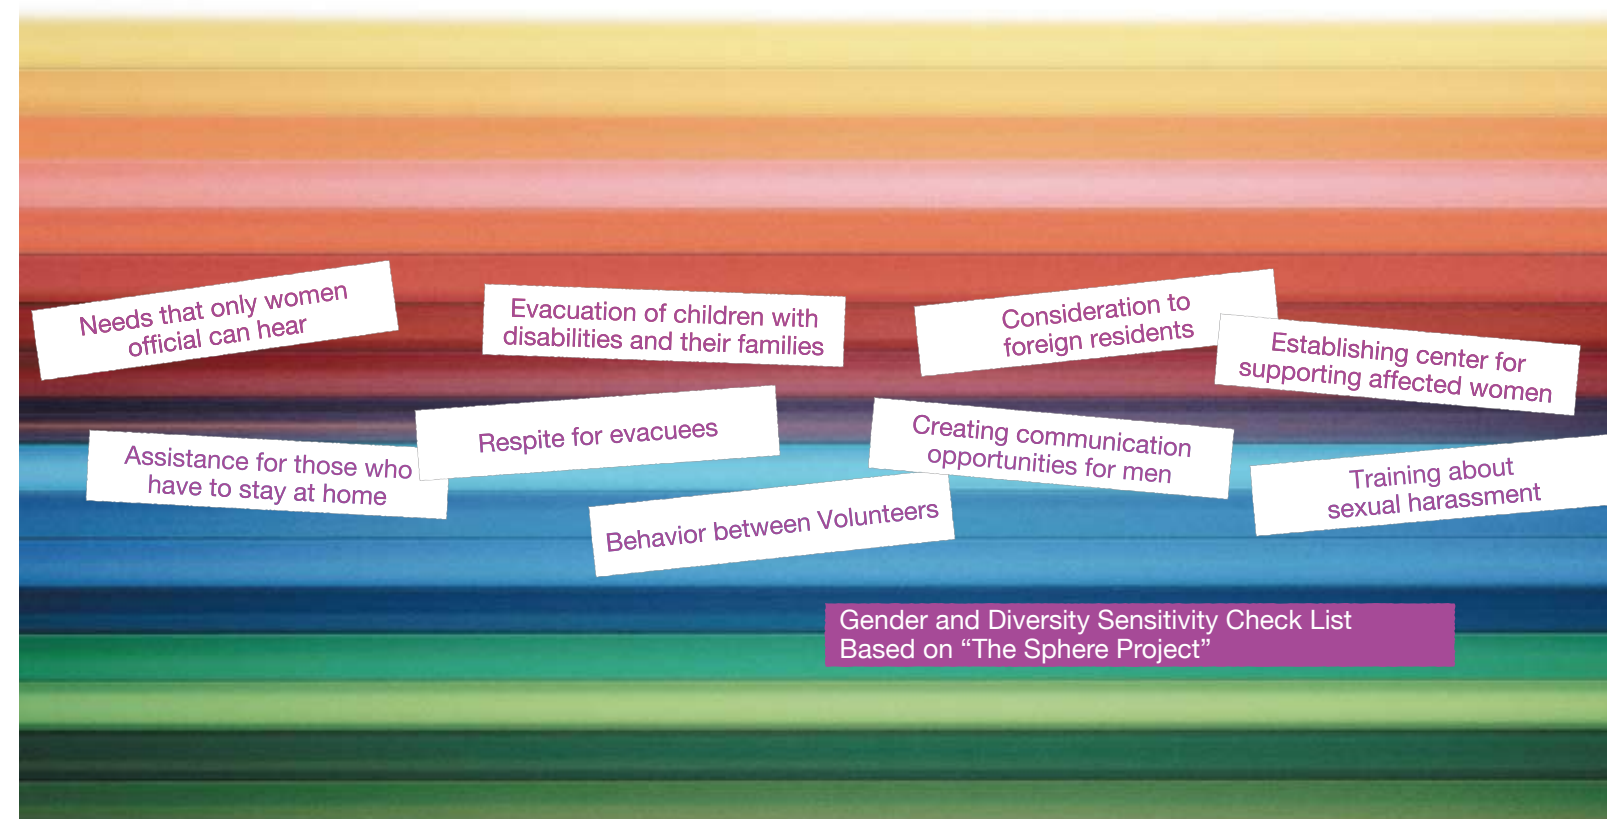 Needs that only women
official can hear
Evacuation of children with
disabilities and their families
Consideration to
foreign residents
Establishing center for
supporting affected women
Assistance for those who
have to stay at home
Respite for evacuees
Creating communication
opportunities for men
Training about
sexual harassment
Behavior between Volunteers
Gender and Diversity Sensitivity Check List
Based on “The Sphere Project”